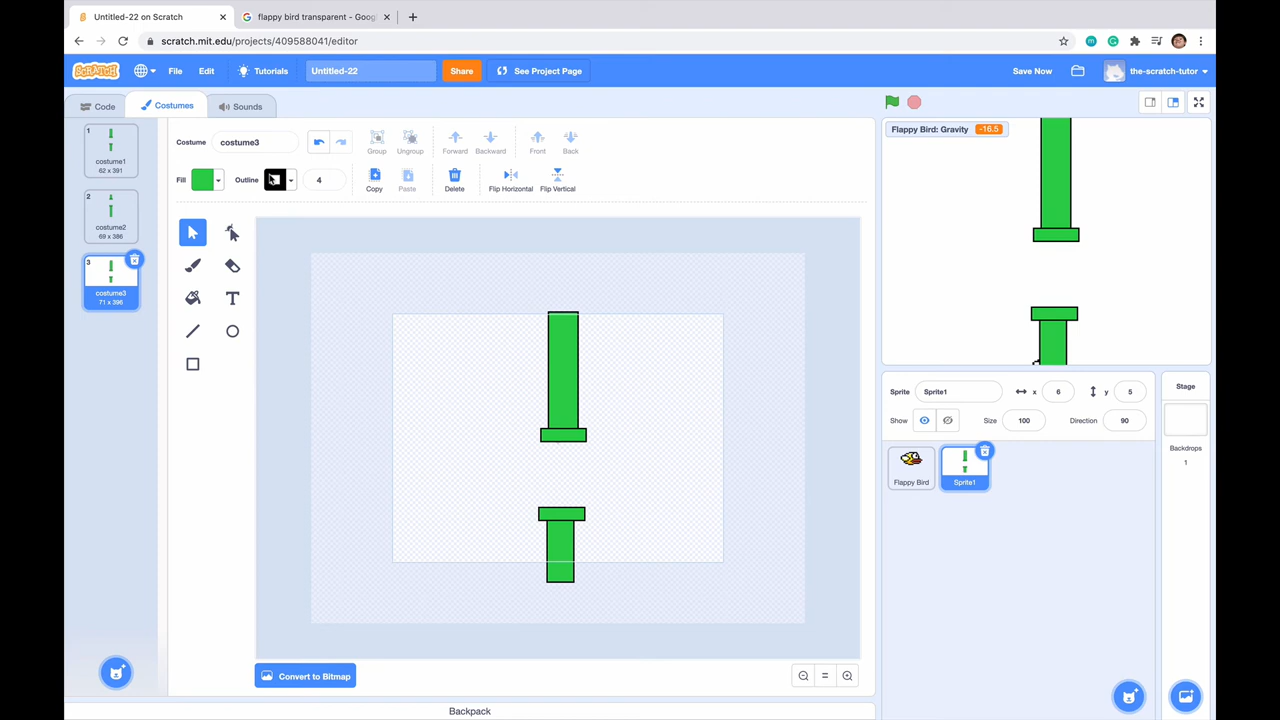 Untitled-22 on Scratch
flappy bird transparent - Goog
scratch.mit.edu/projects/409588041/editor
SCRATCH
File
Edit
Tutorials
Untitled-22
Share
See Project Page
Save Now
the-scratch-tutor
Code
Costumes
Sounds
1
costume1
62 x 391
2
costume2
69 x 386
3
costume3
71 x 396
Costume
costume3
Group
Ungroup
Forward
Backward
Front
Back
Fill
Outline
4
Copy
Paste
Delete
Flip Horizontal
Flip Vertical
T
Convert to Bitmap
Backpack
Flappy Bird: Gravity
-16.5
Sprite
Sprite1
x
6
y
5
Show
Size
100
Direction
90
Flappy Bird
Sprite1
Stage
Backdrops
1